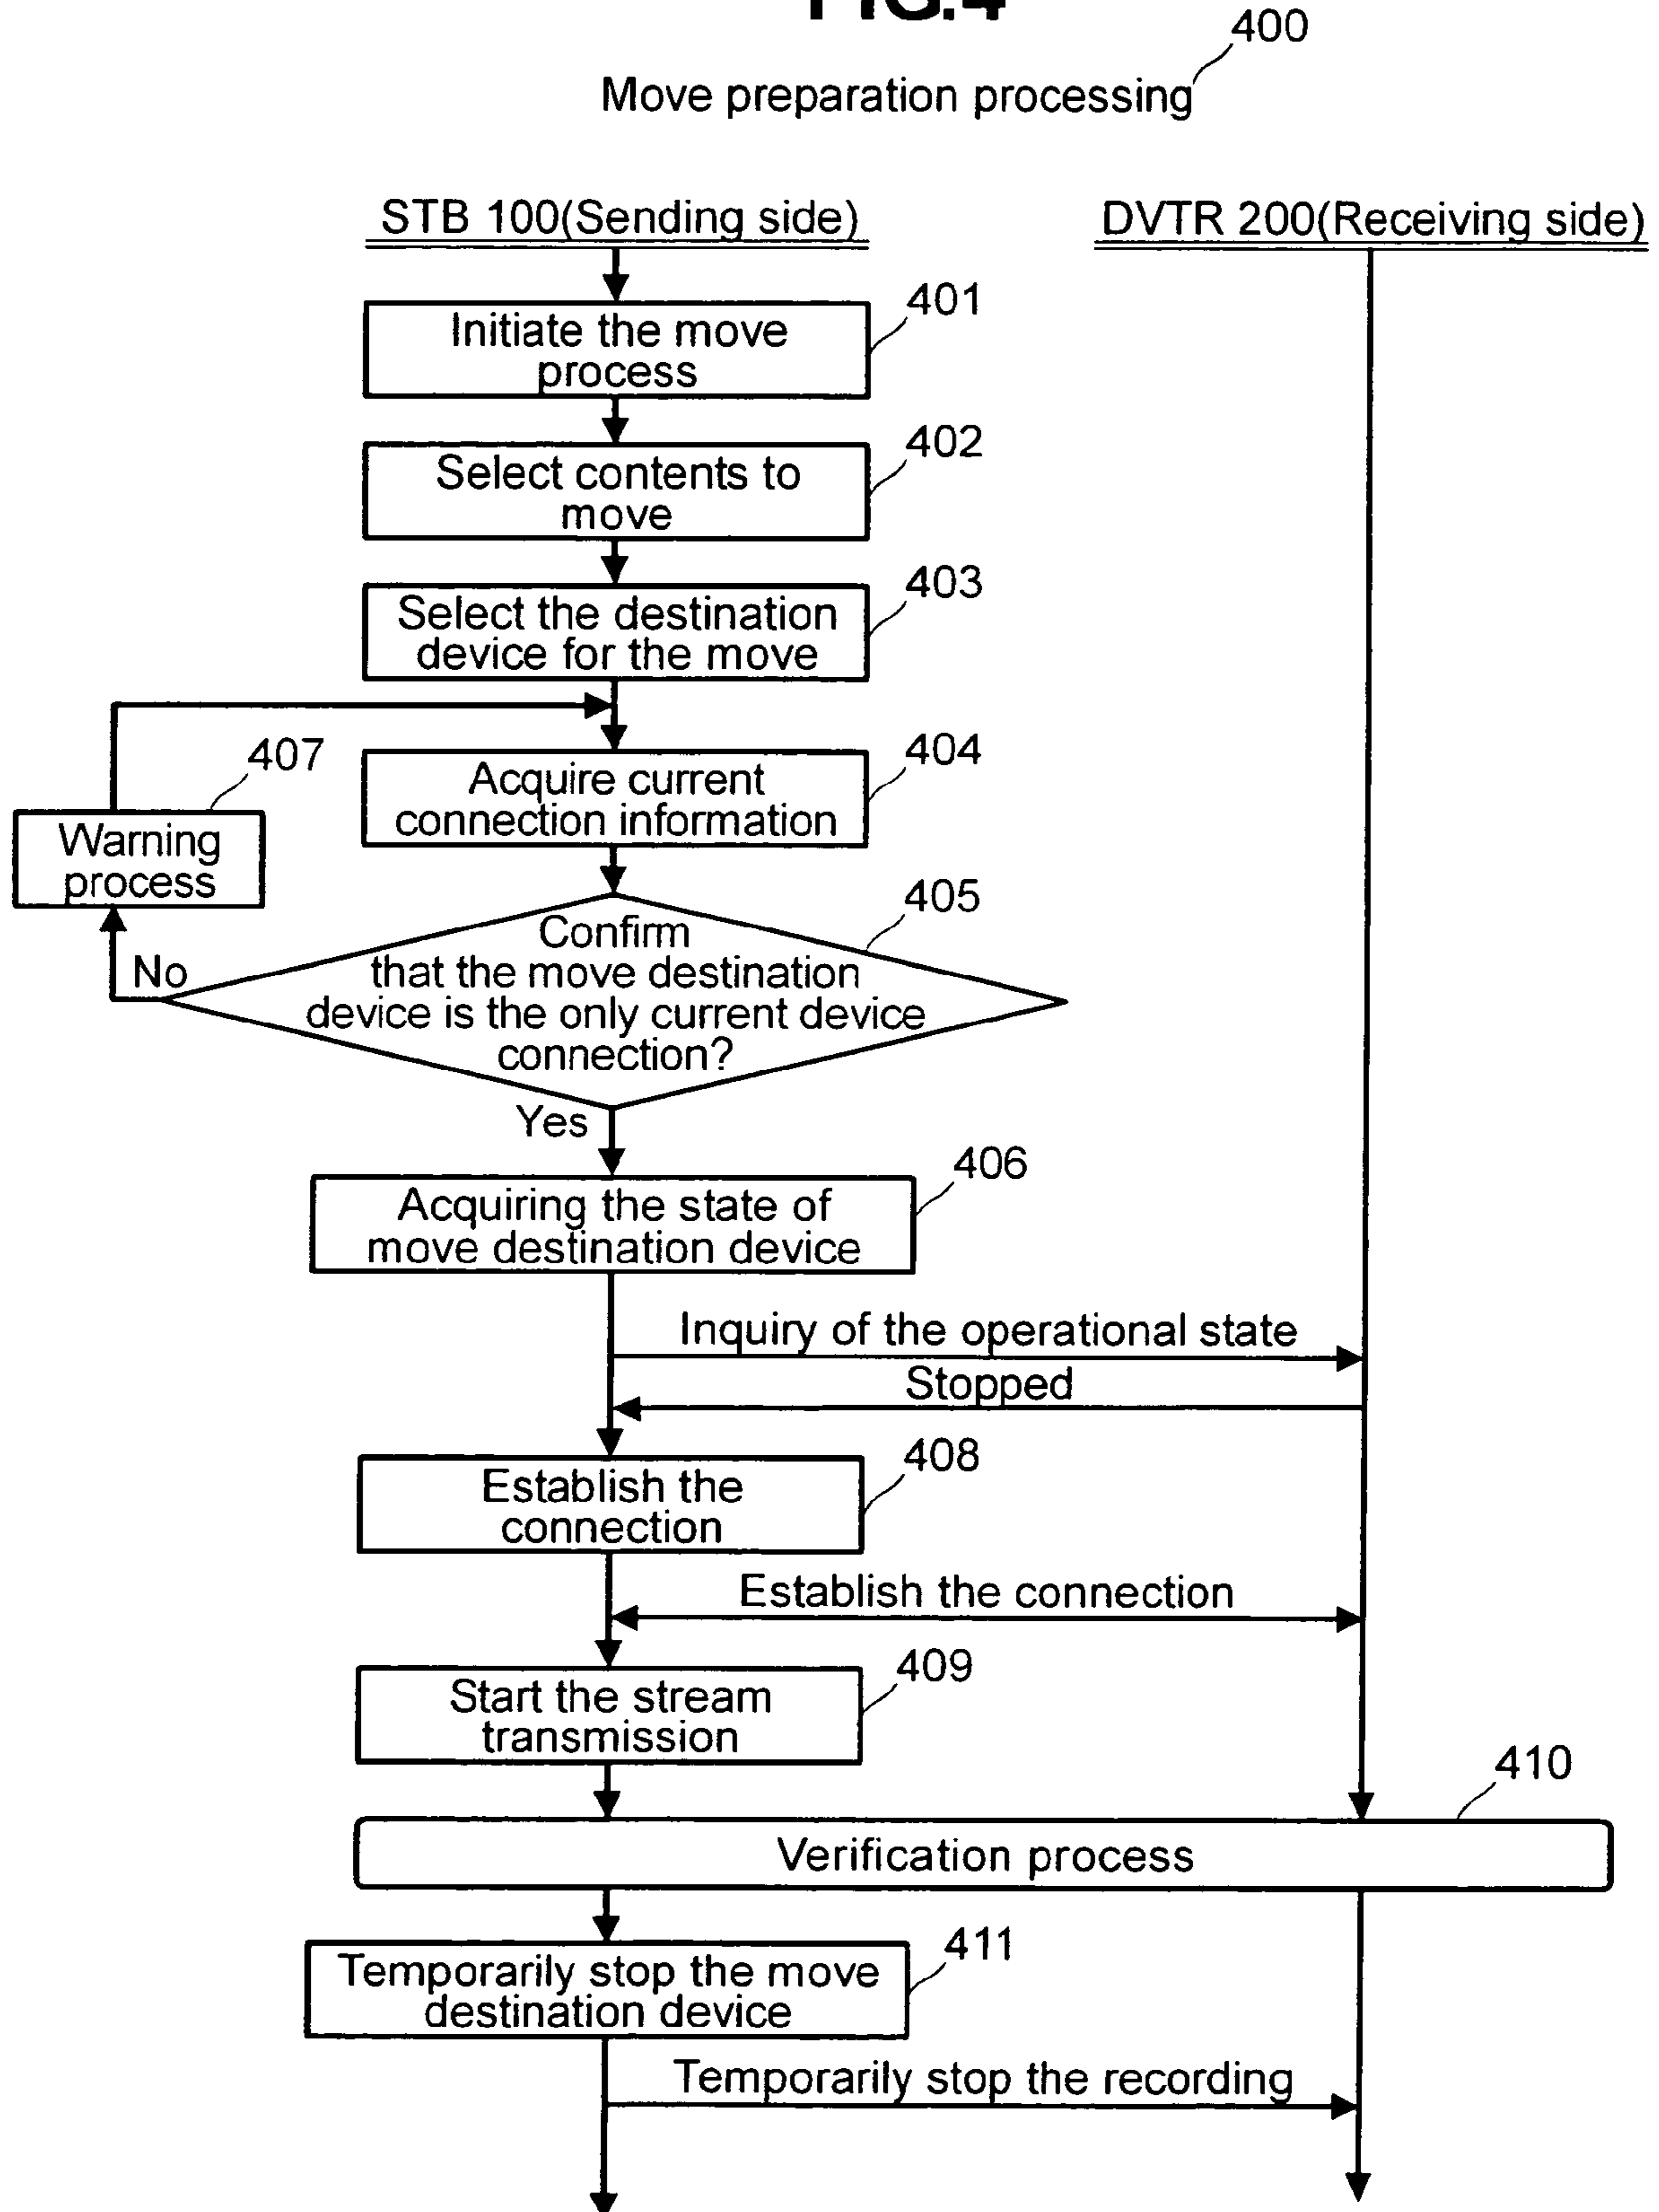 FIG.4
400
Move preparation processing
STB 100(Sending side)
DVTR 200(Receiving side)
401
Initiate the move
process
402
Select contents to
move
403
Select the destination
device for the move
404
Acquire current
connection information
407
Warning
process
405
Confirm
that the move destination
device is the only current device
connection?
No
Yes
406
Acquiring the state of
move destination device
Inquiry of the operational state
Stopped
408
Establish the
connection
Establish the connection
409
Start the stream
transmission
410
Verification process
411
Temporarily stop the move
destination device
Temporarily stop the recording